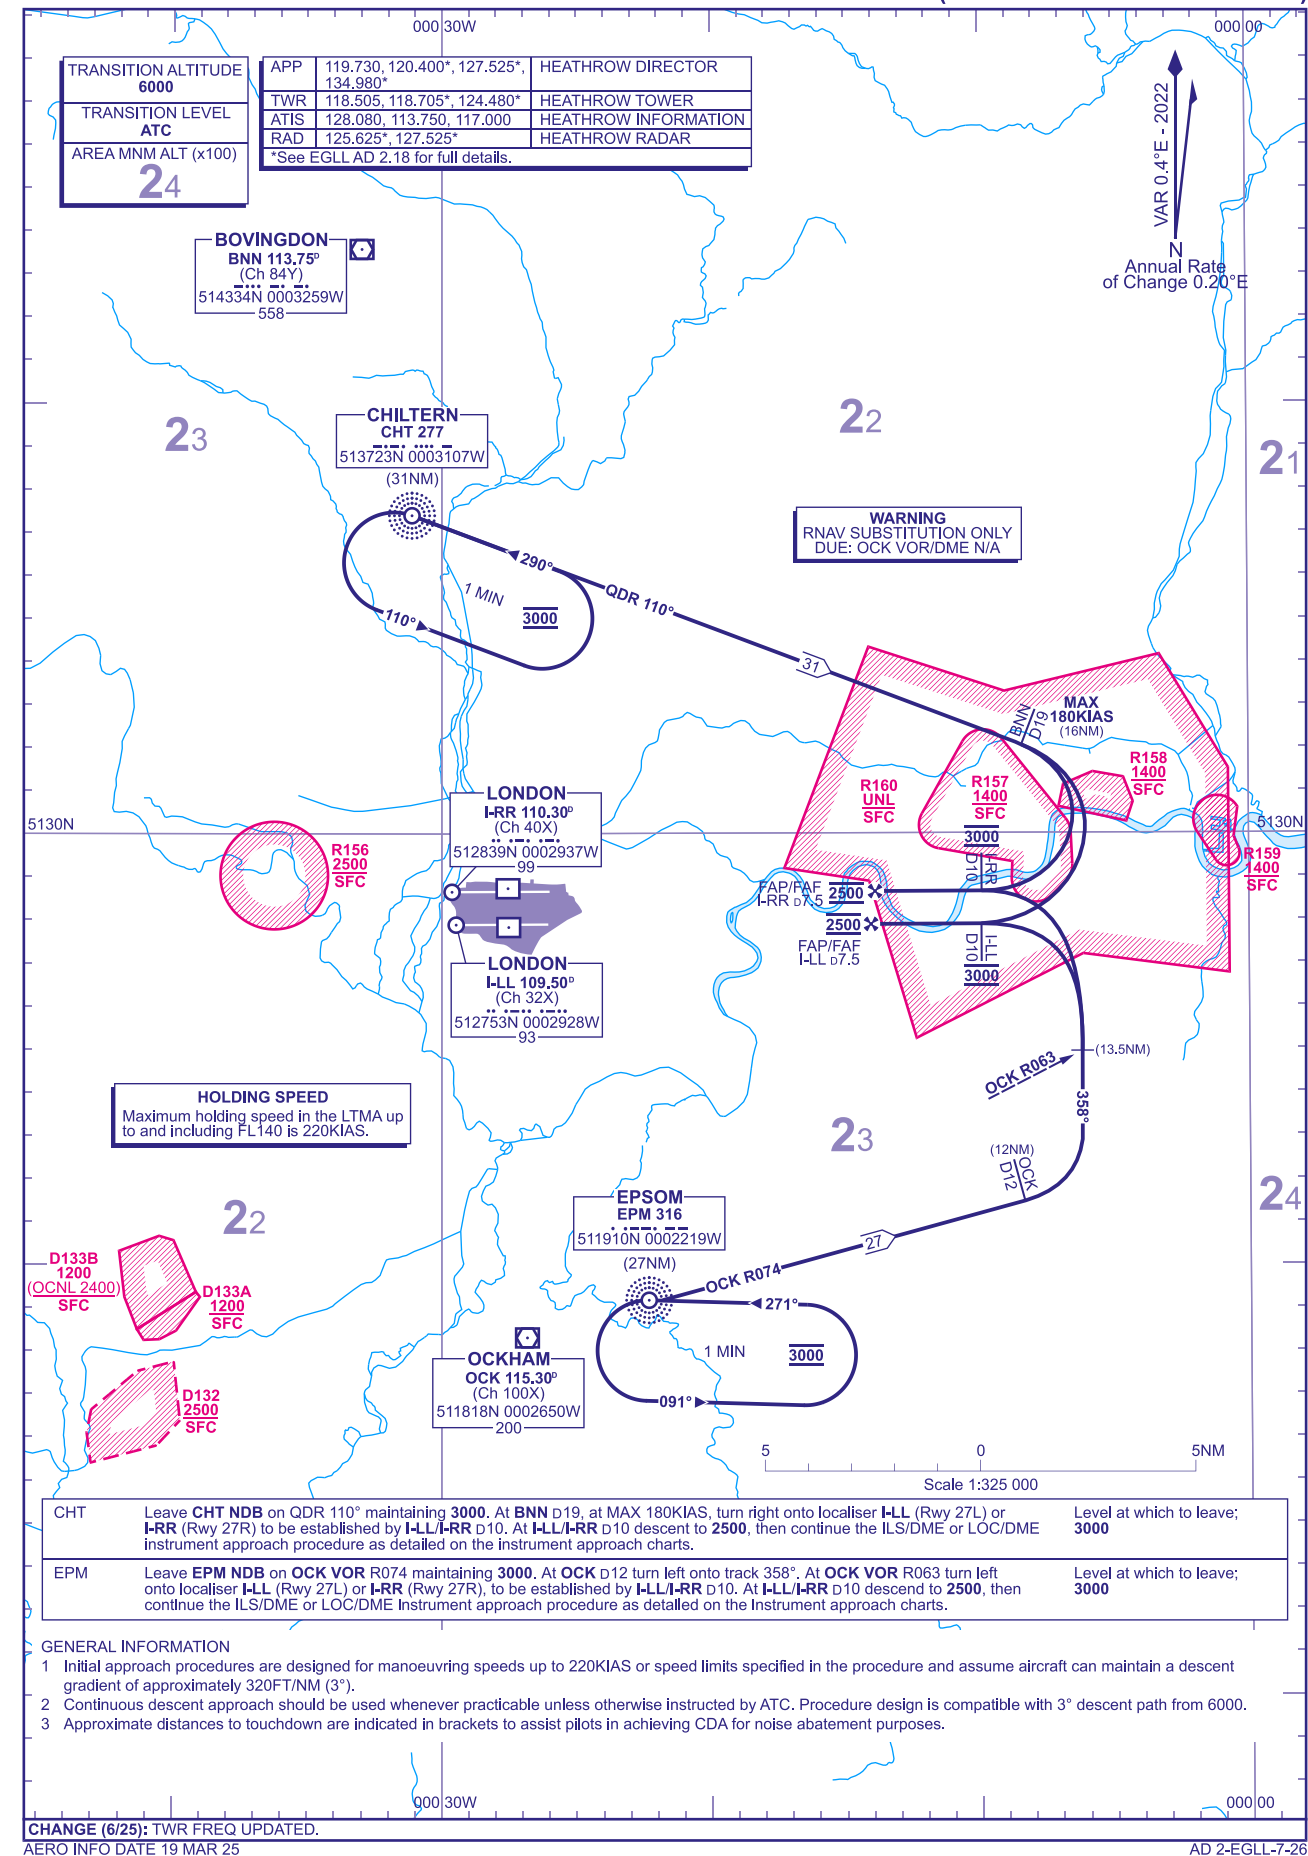 000 30W
000 00
TRANSITION ALTITUDE
6000
TRANSITION LEVEL
ATC
AREA MNM ALT (x100)
24
APP 119.730, 120.400*, 127.525*, 134.980* HEATHROW DIRECTOR
TWR 118.505, 118.705*, 124.480* HEATHROW TOWER
ATIS 128.080, 113.750, 117.000 HEATHROW INFORMATION
RAD 125.625*, 127.525* HEATHROW RADAR
*See EGLL AD 2.18 for full details.
VAR 0.4°E - 2022
N
Annual Rate
of Change 0.20°E
BOVINGDON
BNN 113.75ᴰ
(Ch 84Y)
514334N 0003259W
558
23
22
21
CHILTERN
CHT 277
513723N 0003107W
(31NM)
WARNING
RNAV SUBSTITUTION ONLY
DUE: OCK VOR/DME N/A
290°
1 MIN
3000
110°
QDR 110°
31
BNN
D19
MAX
180KIAS
(16NM)
R160
UNL
SFC
R157
1400
SFC
R158
1400
SFC
R159
1400
SFC
5130N
5130N
R156
2500
SFC
LONDON
I-RR 110.30ᴰ
(Ch 40X)
512839N 0002937W
99
3000
I-RR
D10
FAP/FAF
I-RR D7.5
2500
2500
FAP/FAF
I-LL D7.5
I-LL
D10
3000
LONDON
I-LL 109.50ᴰ
(Ch 32X)
512753N 0002928W
93
OCK R063
(13.5NM)
358°
HOLDING SPEED
Maximum holding speed in the LTMA up
to and including FL140 is 220KIAS.
23
(12NM)
OCK
D12
24
22
EPSOM
EPM 316
511910N 0002219W
(27NM)
27
OCK R074
271°
1 MIN
3000
091°
D133B
1200
(OCNL 2400)
SFC
D133A
1200
SFC
D132
2500
SFC
OCKHAM
OCK 115.30ᴰ
(Ch 100X)
511818N 0002650W
200
5 0 5NM
Scale 1:325 000
CHT Leave CHT NDB on QDR 110° maintaining 3000. At BNN D19, at MAX 180KIAS, turn right onto localiser I-LL (Rwy 27L) or Level at which to leave;
I-RR (Rwy 27R) to be established by I-LL/I-RR D10. At I-LL/I-RR D10 descent to 2500, then continue the ILS/DME or LOC/DME 3000
instrument approach procedure as detailed on the instrument approach charts.
EPM Leave EPM NDB on OCK VOR R074 maintaining 3000. At OCK D12 turn left onto track 358°. At OCK VOR R063 turn left Level at which to leave;
onto localiser I-LL (Rwy 27L) or I-RR (Rwy 27R), to be established by I-LL/I-RR D10. At I-LL/I-RR D10 descend to 2500, then 3000
continue the ILS/DME or LOC/DME Instrument approach procedure as detailed on the Instrument approach charts.
GENERAL INFORMATION
1 Initial approach procedures are designed for manoeuvring speeds up to 220KIAS or speed limits specified in the procedure and assume aircraft can maintain a descent
gradient of approximately 320FT/NM (3°).
2 Continuous descent approach should be used whenever practicable unless otherwise instructed by ATC. Procedure design is compatible with 3° descent path from 6000.
3 Approximate distances to touchdown are indicated in brackets to assist pilots in achieving CDA for noise abatement purposes.
000 30W
000 00
CHANGE (6/25): TWR FREQ UPDATED.
AERO INFO DATE 19 MAR 25
AD 2-EGLL-7-26